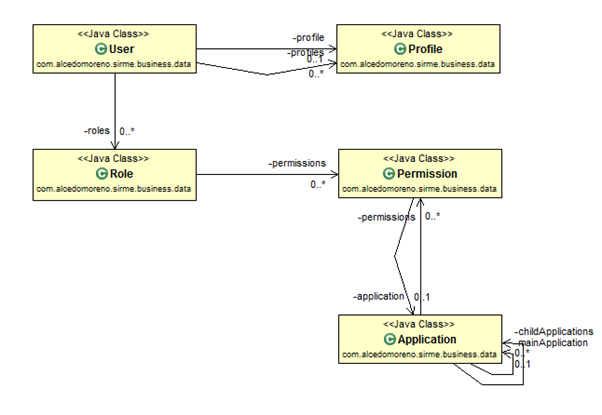 <<Java Class>>
User
com.alcedomoreno.sirme.business.data
-profile
-profiles
0..1
0..*
<<Java Class>>
Profile
com.alcedomoreno.sirme.business.data
-roles
0..*
<<Java Class>>
Role
com.alcedomoreno.sirme.business.data
-permissions
0..*
<<Java Class>>
Permission
com.alcedomoreno.sirme.business.data
-permissions
0..*
-application
0..1
<<Java Class>>
Application
com.alcedomoreno.sirme.business.data
-childApplications
-mainApplication
0..*
0..1